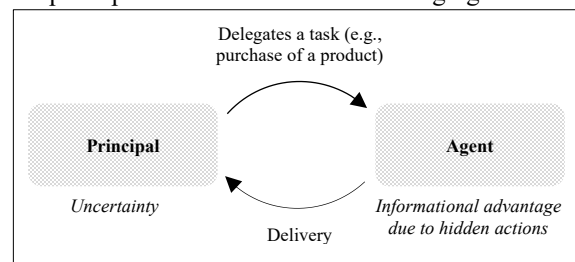 Delegates a task (e.g.,
purchase of a product)
Principal
Agent
Uncertainty
Informational advantage
due to hidden actions
Delivery